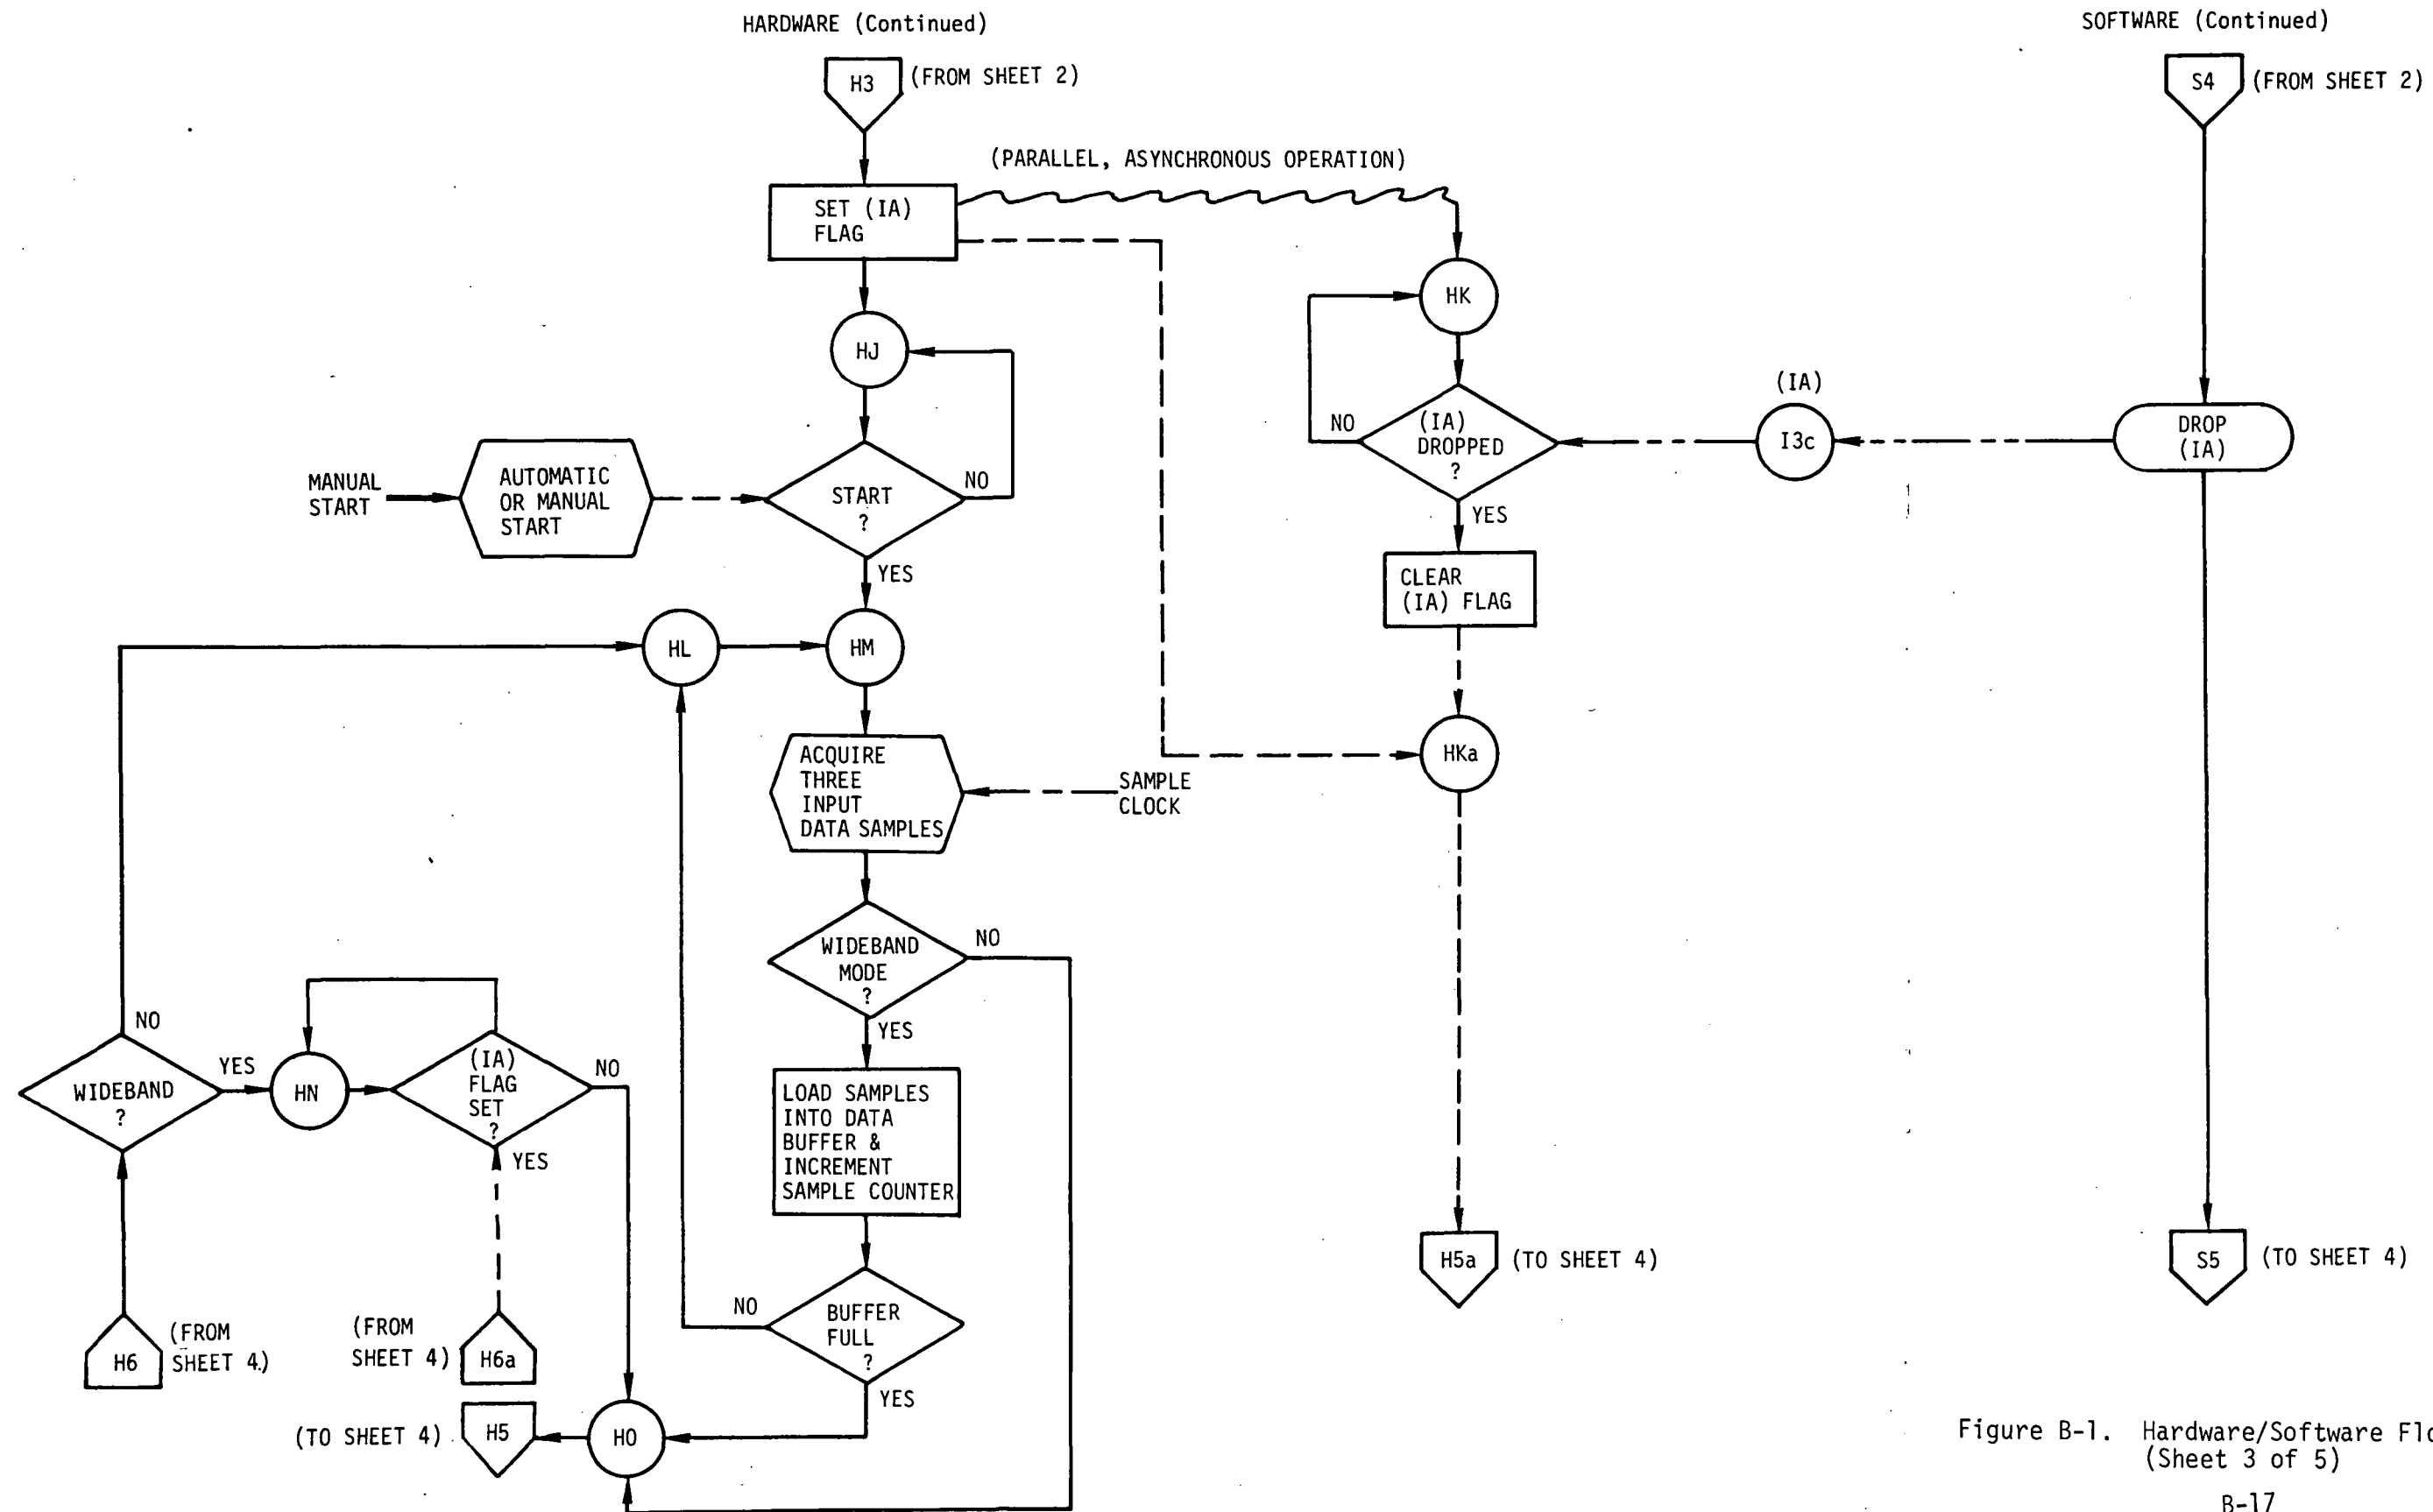 HARDWARE (Continued)
SOFTWARE (Continued)
H3
(FROM SHEET 2)
S4
(FROM SHEET 2)
(PARALLEL, ASYNCHRONOUS OPERATION)
SET (IA)
FLAG
HK
HJ
(IA)
DROPPED
?
NO
(IA)
I3c
DROP
(IA)
MANUAL
START
AUTOMATIC
OR MANUAL
START
START
?
NO
YES
YES
CLEAR
(IA) FLAG
HL
HM
HKa
ACQUIRE
THREE
INPUT
DATA SAMPLES
SAMPLE
CLOCK
WIDEBAND
MODE
?
NO
YES
NO
WIDEBAND
?
YES
HN
(IA)
FLAG
SET
?
NO
YES
LOAD SAMPLES
INTO DATA
BUFFER &
INCREMENT
SAMPLE COUNTER
H5a
(TO SHEET 4)
S5
(TO SHEET 4)
NO
BUFFER
FULL
?
YES
H6
(FROM
SHEET 4)
(FROM
SHEET 4)
H6a
(TO SHEET 4)
H5
HO
Figure B-1. Hardware/Software Flo
(Sheet 3 of 5)
B-17